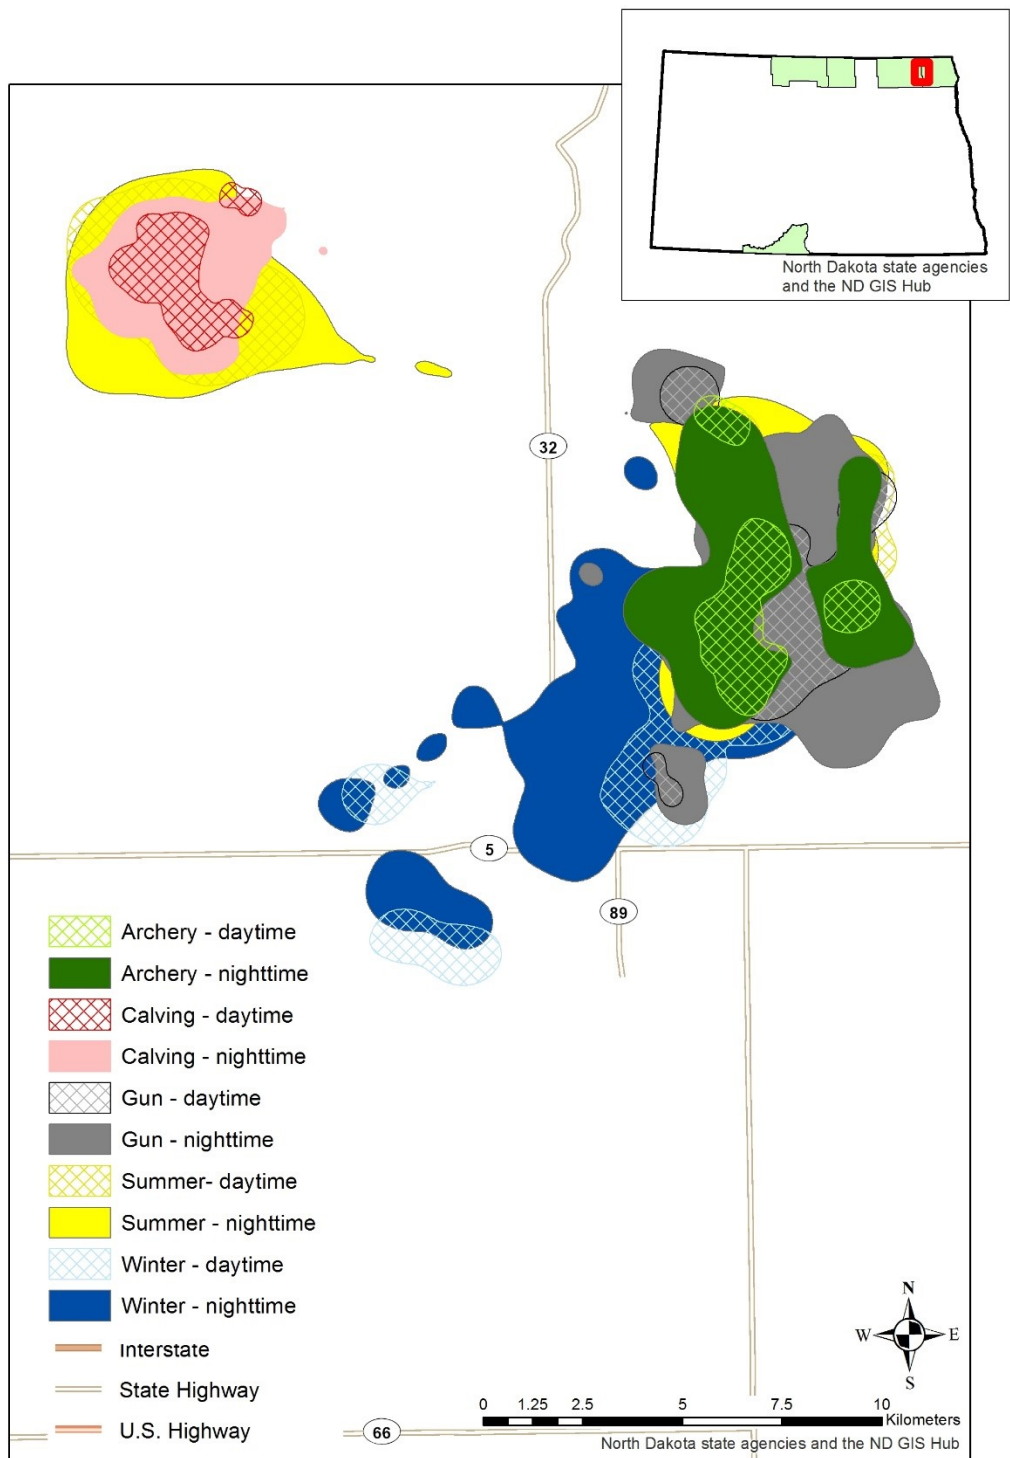 North Dakota state agencies
and the ND GIS Hub
32
5
89
Archery - daytime
Archery - nighttime
Calving - daytime
Calving - nighttime
Gun - daytime
Gun - nighttime
Summer- daytime
Summer - nighttime
Winter - daytime
Winter - nighttime
Interstate
State Highway
U.S. Highway
66
N
W E
S
0 1.25 2.5 5 7.5 10
Kilometers
North Dakota state agencies and the ND GIS Hub